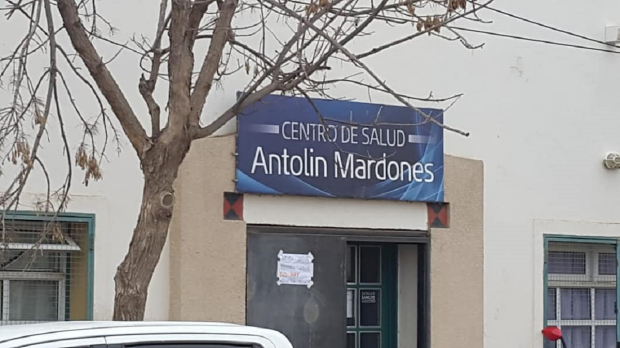 CENTRO DE SALUD
Antolin Mardones